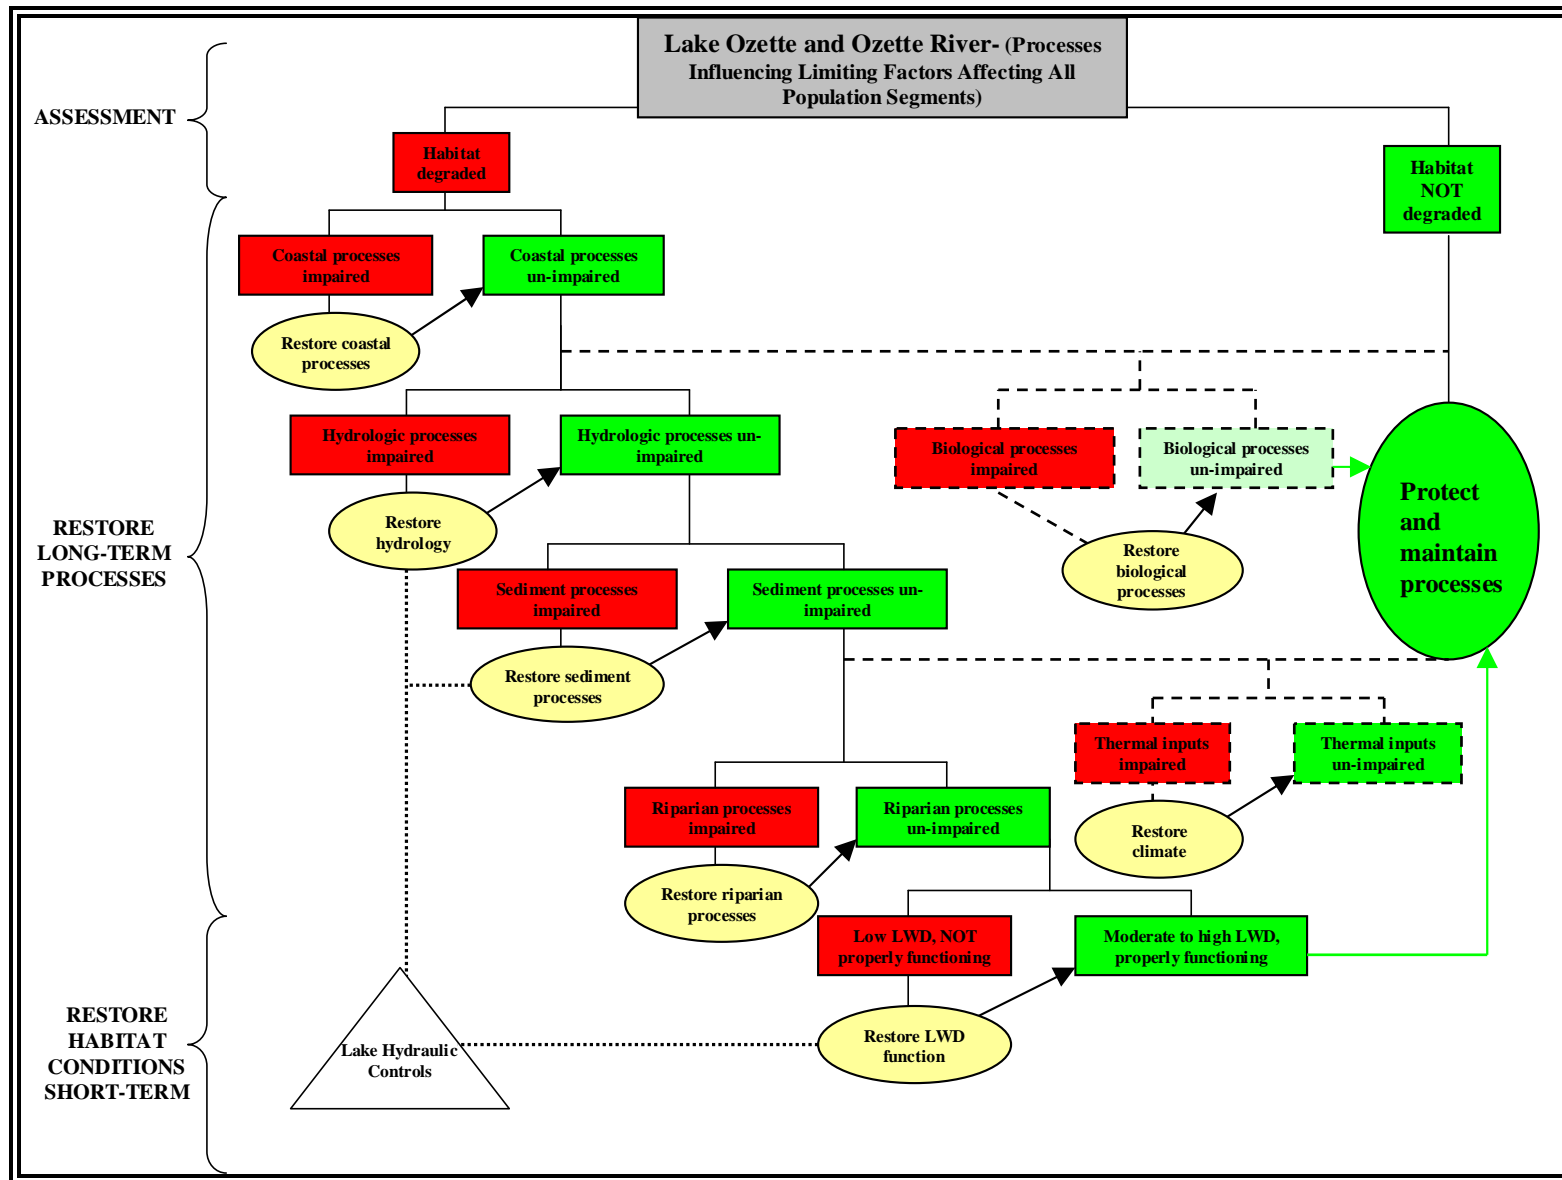 Lake Ozette and Ozette River- (Processes
Influencing Limiting Factors Affecting All
Population Segments)
ASSESSMENT
Habitat
degraded
Habitat
NOT
degraded
Coastal processes
impaired
Coastal processes
un-impaired
Restore coastal
processes
Hydrologic processes
impaired
Hydrologic processes un-
impaired
Biological processes
impaired
Biological processes
un-impaired
Protect
and
maintain
processes
Restore
hydrology
Restore
biological
processes
RESTORE
LONG-TERM
PROCESSES
Sediment processes
impaired
Sediment processes un-
impaired
Restore sediment
processes
Thermal inputs
impaired
Thermal inputs
un-impaired
Riparian processes
impaired
Riparian processes
un-impaired
Restore
climate
Restore riparian
processes
Low LWD, NOT
properly functioning
Moderate to high LWD,
properly functioning
RESTORE
HABITAT
CONDITIONS
SHORT-TERM
Lake Hydraulic
Controls
Restore LWD
function